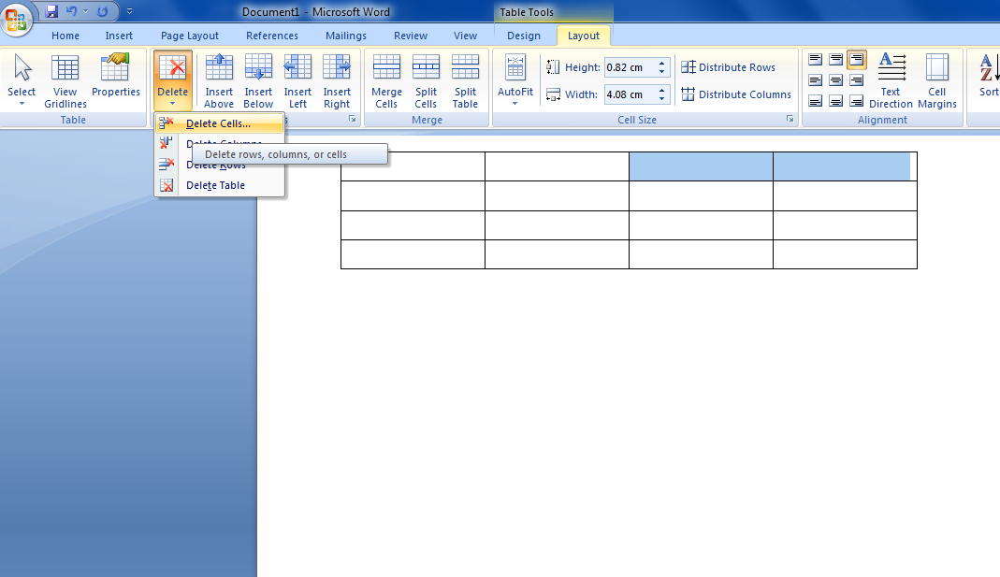 Document1 - Microsoft Word
Table Tools
Home Insert Page Layout References Mailings Review View Design Layout
Select
View Gridlines
Properties
Table
Delete
Insert Above
Insert Below
Insert Left
Insert Right
Merge Cells
Split Cells
Split Table
Merge
AutoFit
Height: 0.82 cm
Width: 4.08 cm
Distribute Rows
Distribute Columns
Cell Size
Text Direction
Cell Margins
Alignment
Sort
Delete Cells...
Delete Columns
Delete rows, columns, or cells
Delete Rows
Delete Table